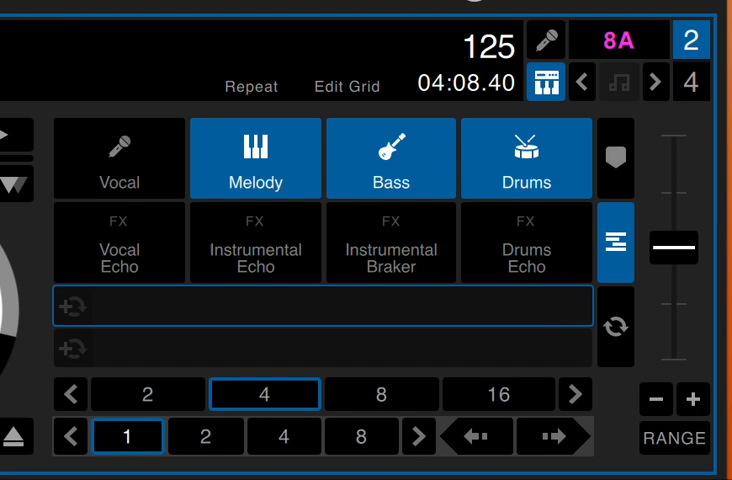 125
8A
2
Repeat
Edit Grid
04:08.40
4
Vocal
Melody
Bass
Drums
FX
FX
FX
FX
Vocal
Echo
Instrumental
Echo
Instrumental
Braker
Drums
Echo
2
4
8
16
1
2
4
8
RANGE